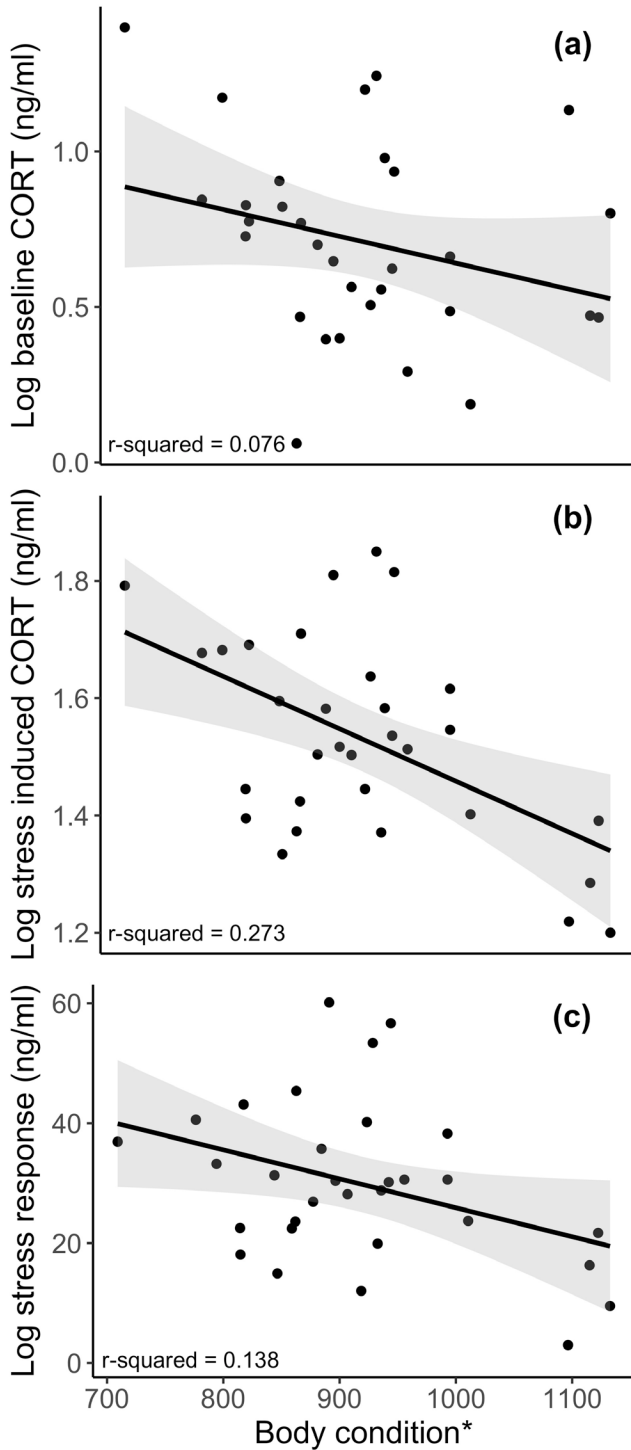 (a)
Log baseline CORT (ng/ml)
1.0
0.5
0.0
r-squared = 0.076
(b)
Log stress induced CORT (ng/ml)
1.8
1.6
1.4
1.2
r-squared = 0.273
(c)
Log stress response (ng/ml)
60
40
20
0
r-squared = 0.138
700 800 900 1000 1100
Body condition*